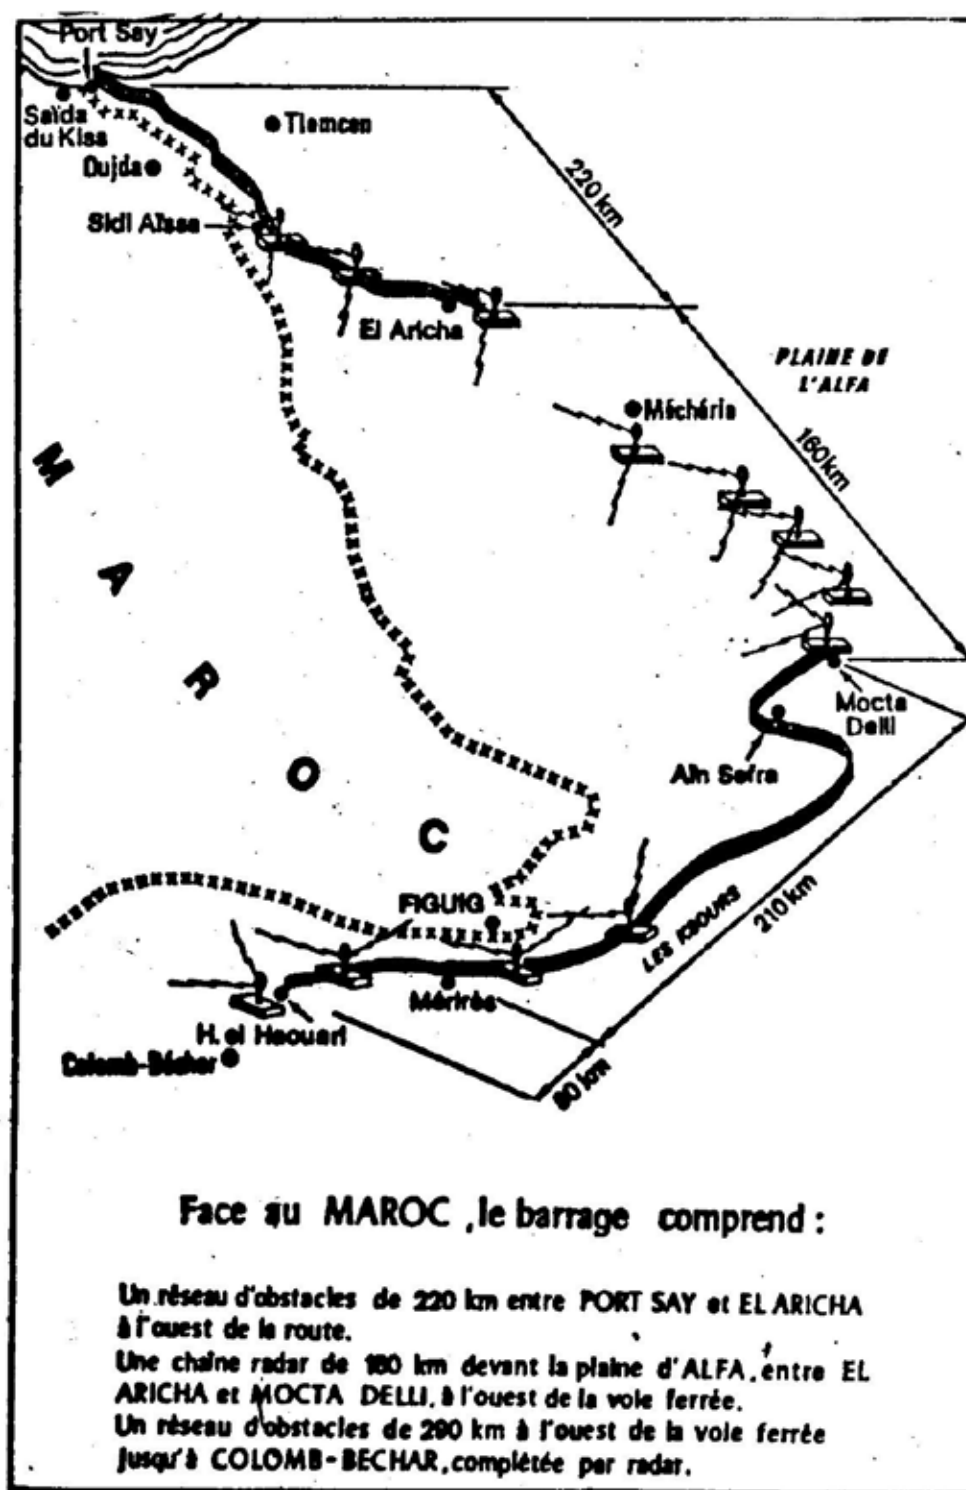 Port Say
Saïda
du Kiss
Tlemcen
Oujda
220 km
Sidi Aïssa
El Aricha
PLAINE DE
L'ALFA
Méchéria
160 km
M
A
R
O
C
Mocta
Delli
Aïn Sefra
FIGUIG
LES KSOURS
210 km
Mérirès
H. el Haouari
Colomb-Béchar
80 km
Face au MAROC, le barrage comprend :
Un réseau d'obstacles de 220 km entre PORT SAY et EL ARICHA
à l'ouest de la route.
Une chaîne radar de 160 km devant la plaine d'ALFA, entre EL
ARICHA et MOCTA DELLI, à l'ouest de la voie ferrée.
Un réseau d'obstacles de 290 km à l'ouest de la voie ferrée
jusqu'à COLOMB-BECHAR, complétée par radar.